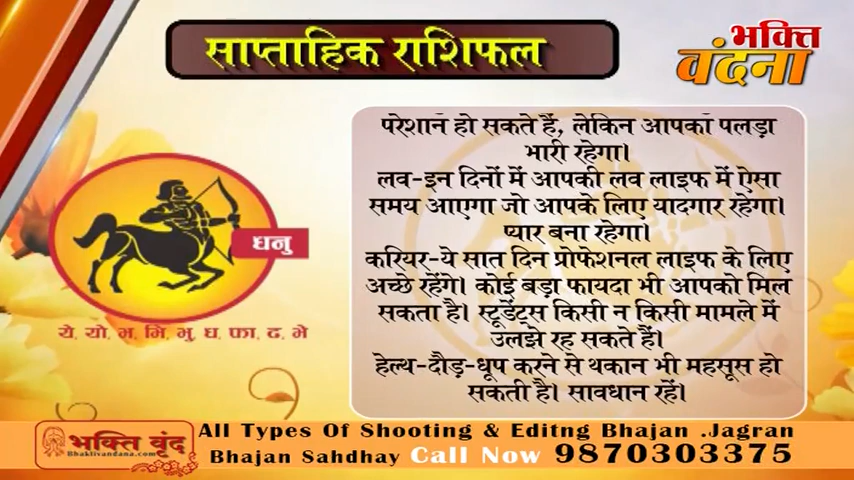 साप्ताहिक राशिफल
भक्ति
वंदना
परेशान हो सकते हैं, लेकिन आपका पलड़ा
भारी रहेगा।
लव-इन दिनों में आपकी लव लाइफ में ऐसा
समय आएगा जो आपके लिए यादगार रहेगा।
प्यार बना रहेगा।
करियर-ये सात दिन प्रोफेशनल लाइफ के लिए
अच्छे रहेंगे। कोई बड़ा फायदा भी आपको मिल
सकता है। स्टूडेंट्स किसी न किसी मामले में
उलझे रह सकते हैं।
हेल्थ-दौड़-धूप करने से थकान भी महसूस हो
सकती है। सावधान रहें।
धनु
ये, यो, भ, भि, भु, ध, फा, ढ, भे
भक्ति वृंद
Bhaktivandana.com
All Types Of Shooting & Editng Bhajan .Jagran
Bhajan Sahdhay Call Now 9870303375